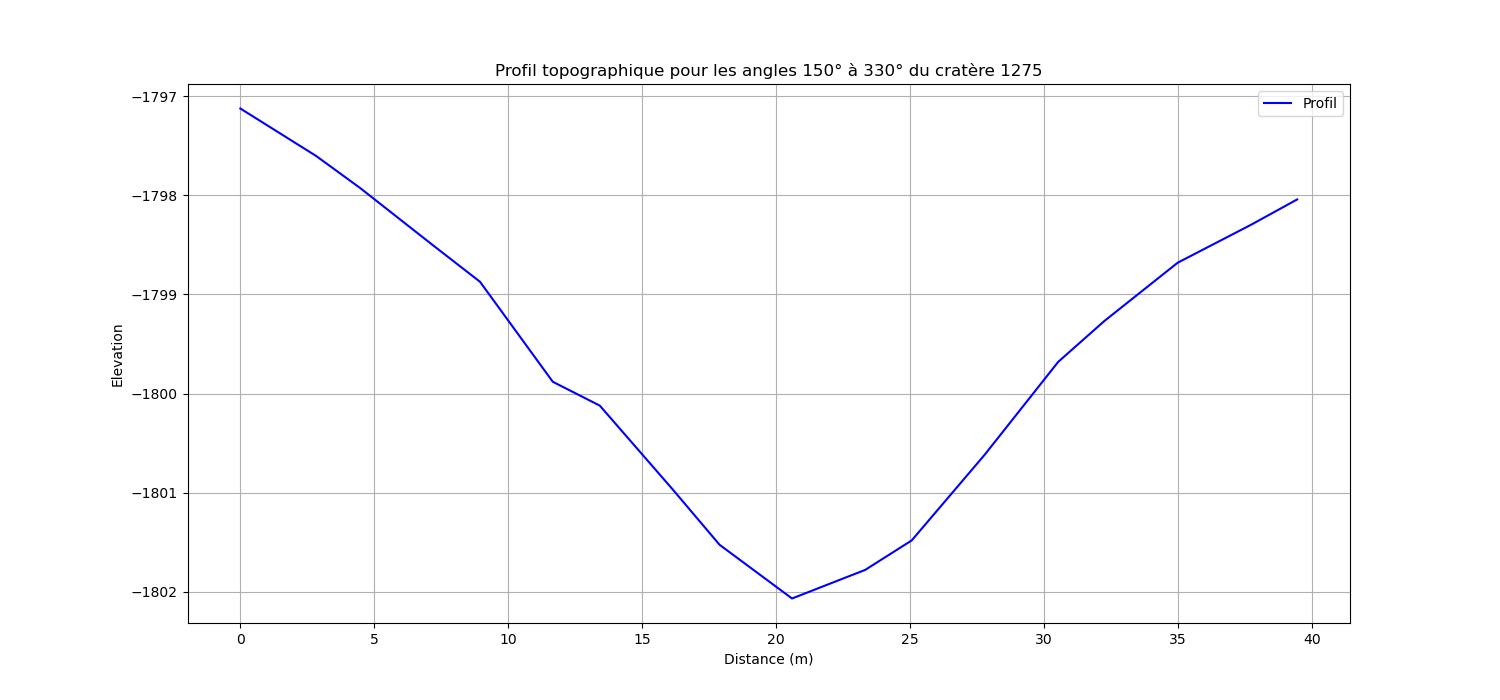 Profil topographique pour les angles 150° à 330° du cratère 1275
Profil
Elevation
−1797
−1798
−1799
−1800
−1801
−1802
0 5 10 15 20 25 30 35 40
Distance (m)